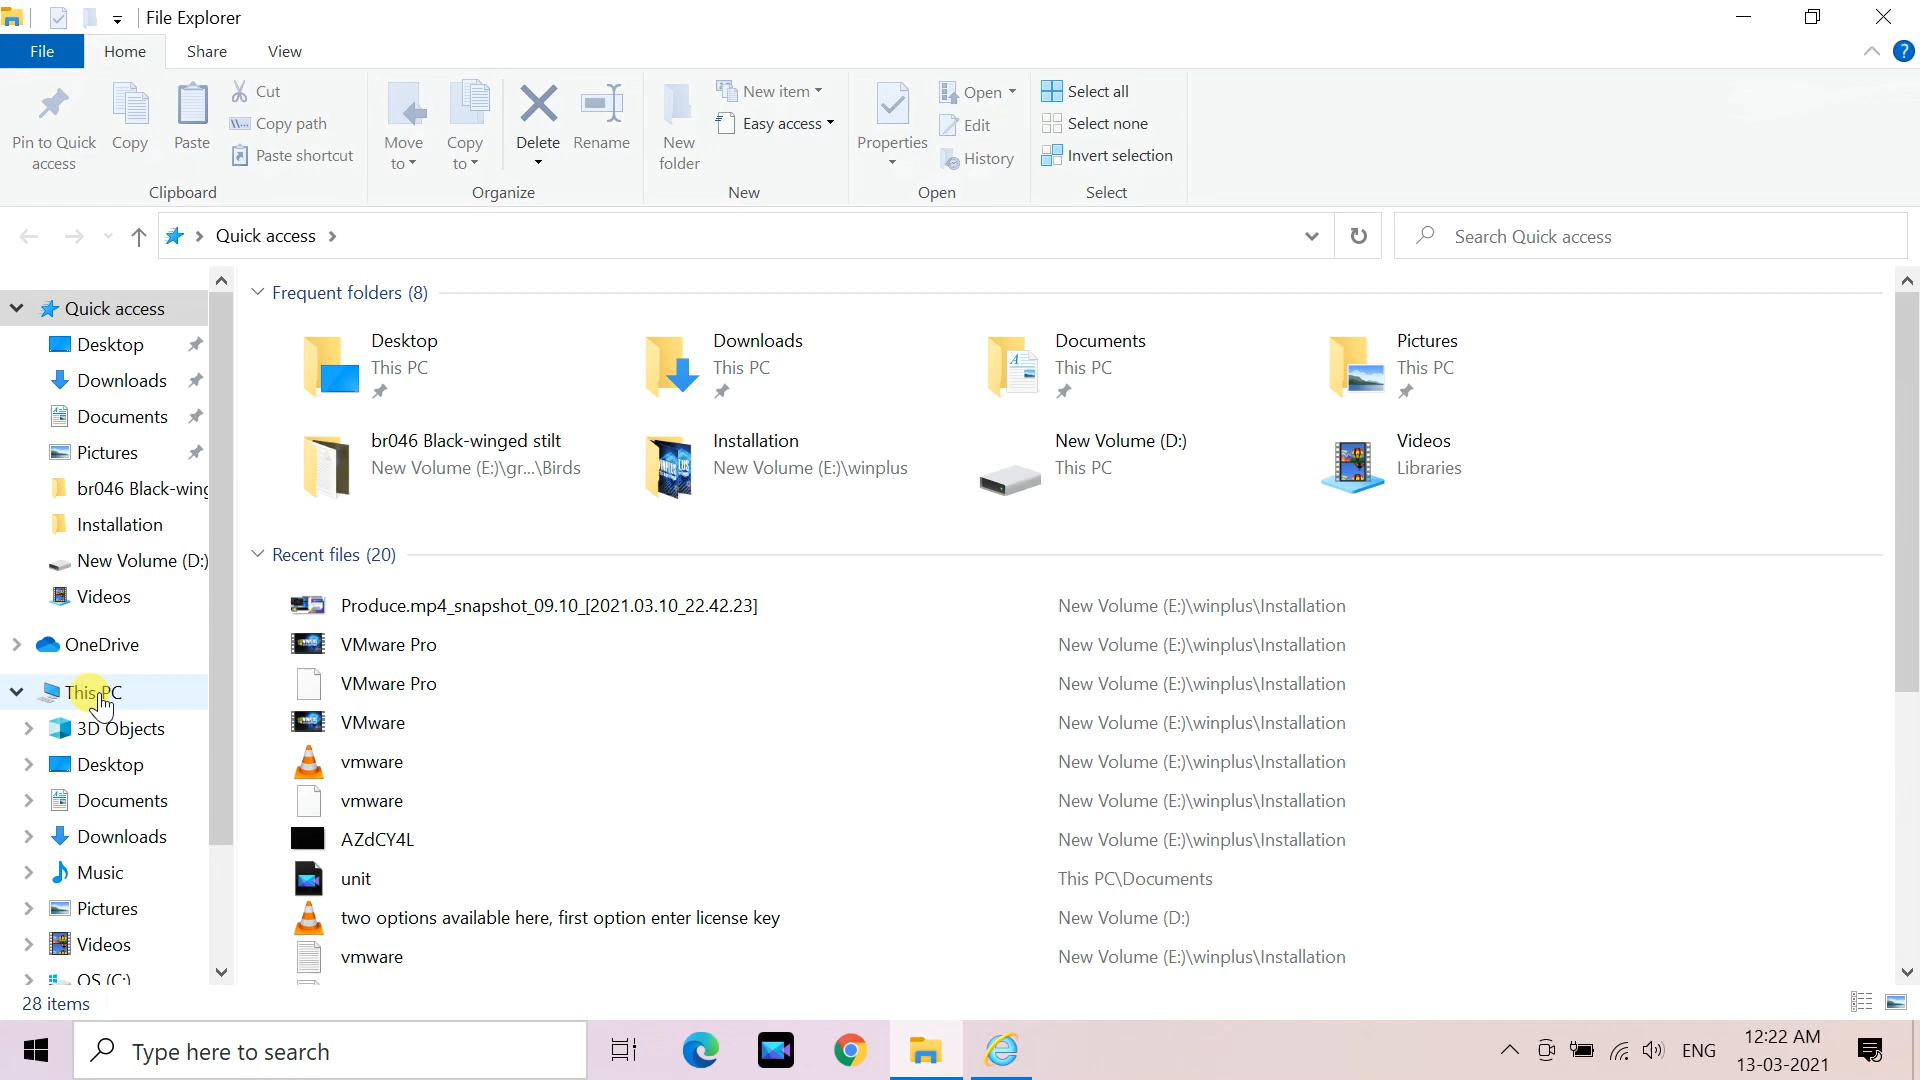 File Explorer
File Home Share View
Pin to Quick access
Copy
Paste
Cut
Copy path
Paste shortcut
Clipboard
Move to
Copy to
Delete
Rename
Organize
New folder
New item
Easy access
New
Properties
Open
Edit
History
Open
Select all
Select none
Invert selection
Select
Quick access
Search Quick access
Quick access
Desktop
Downloads
Documents
Pictures
br046 Black-wing
Installation
New Volume (D:)
Videos
OneDrive
This PC
3D Objects
Desktop
Documents
Downloads
Music
Pictures
Videos
OS (C:)
Frequent folders (8)
Desktop
This PC
Downloads
This PC
Documents
This PC
Pictures
This PC
br046 Black-winged stilt
New Volume (E:)\gr...\Birds
Installation
New Volume (E:)\winplus
New Volume (D:)
This PC
Videos
Libraries
Recent files (20)
Produce.mp4_snapshot_09.10_[2021.03.10_22.42.23] New Volume (E:)\winplus\Installation
VMware Pro New Volume (E:)\winplus\Installation
VMware Pro New Volume (E:)\winplus\Installation
VMware New Volume (E:)\winplus\Installation
vmware New Volume (E:)\winplus\Installation
vmware New Volume (E:)\winplus\Installation
AZdCY4L New Volume (E:)\winplus\Installation
unit This PC\Documents
two options available here, first option enter license key New Volume (D:)
vmware New Volume (E:)\winplus\Installation
28 items
Type here to search
ENG
12:22 AM
13-03-2021